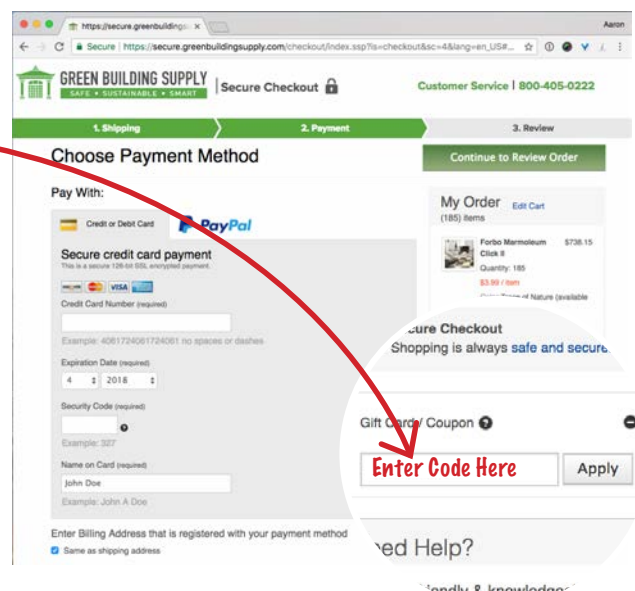 https://secure.greenbuildings
Aaron
Secure https://secure.greenbuildingsupply.com/checkout/index.ssp?is=checkout&sc=4&lang=en_US#...
GREEN BUILDING SUPPLY
SAFE • SUSTAINABLE • SMART
Secure Checkout
Customer Service | 800-405-0222
1. Shipping
2. Payment
3. Review
Choose Payment Method
Continue to Review Order
Pay With:
Credit or Debit Card
PayPal
My Order Edit Cart
(185) items
Forbo Marmoleum $738.15
Click II
Quantity: 185
$3.99 / item
of Nature (available
Secure credit card payment
This is a secure 128-bit SSL encrypted payment.
VISA
Credit Card Number (required)
Example: 4081724081724081 no spaces or dashes
Expiration Date (required)
4 2018
Security Code (required)
Example: 327
Name on Card (required)
John Doe
Example: John A Doe
Enter Billing Address that is registered with your payment method
Same as shipping address
cure Checkout
Shopping is always safe and secure.
Gift Card / Coupon
Enter Code Here
Apply
ed Help?